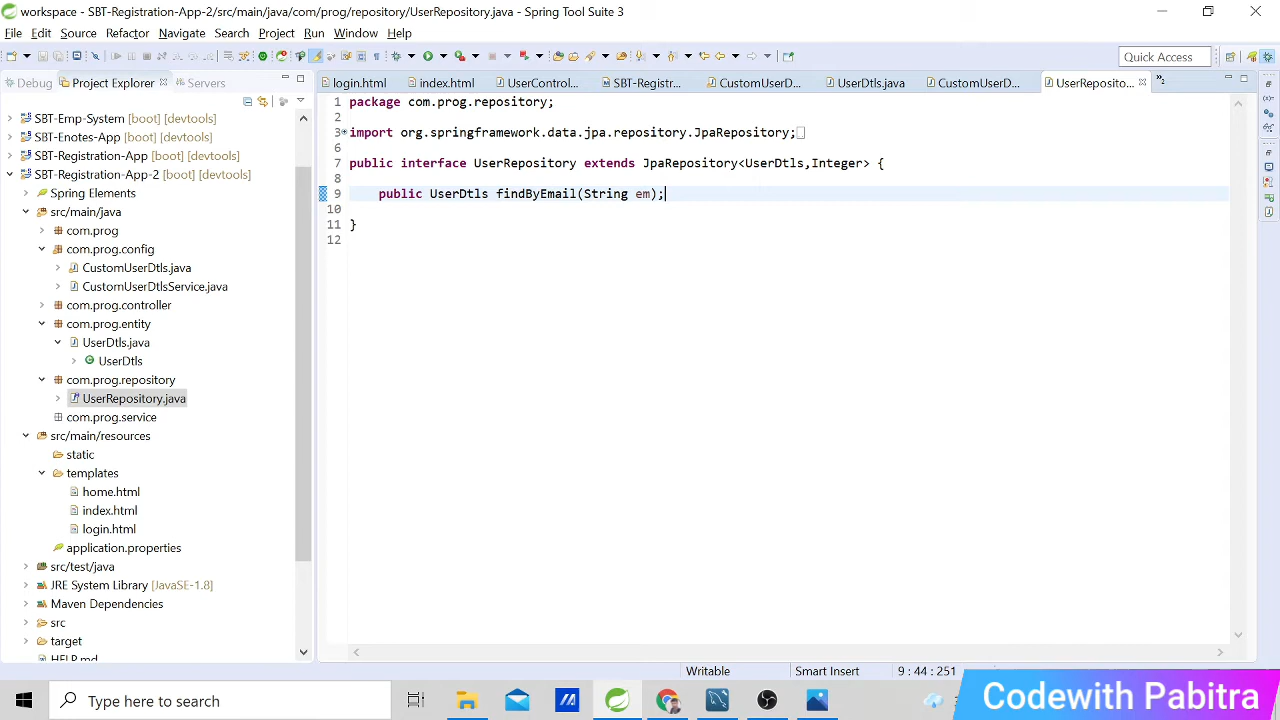 workspace - SBT-Registration-App-2/src/main/java/com/prog/repository/UserRepository.java - Spring Tool Suite 3
File Edit Source Refactor Navigate Search Project Run Window Help
Quick Access
Debug Project Explorer Servers
login.html index.html UserControl... SBT-Registr... CustomUserD... UserDtls.java CustomUserD... UserReposito...
SBT-Emp-System [boot] [devtools]
SBT-Enotes-App [boot] [devtools]
SBT-Registration-App [boot] [devtools]
SBT-Registration-App-2 [boot] [devtools]
Spring Elements
src/main/java
com.prog
com.prog.config
CustomUserDtls.java
CustomUserDtlsService.java
com.prog.controller
com.prog.entity
UserDtls.java
UserDtls
com.prog.repository
UserRepository.java
com.prog.service
src/main/resources
static
templates
home.html
index.html
login.html
application.properties
src/test/java
JRE System Library [JavaSE-1.8]
Maven Dependencies
src
target
HELP.md
1 package com.prog.repository;
2
3 import org.springframework.data.jpa.repository.JpaRepository;
6
7 public interface UserRepository extends JpaRepository<UserDtls,Integer> {
8
9 public UserDtls findByEmail(String em);
10
11 }
12
Writable Smart Insert 9 : 44 : 251
Type here to search
Codewith Pabitra